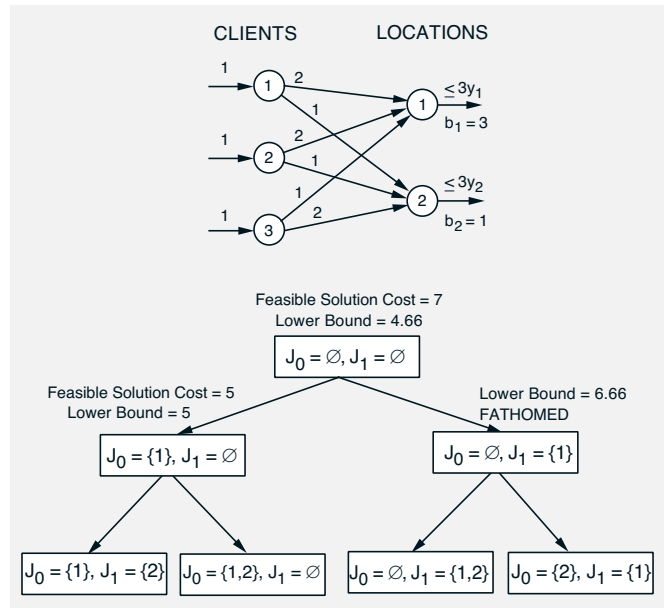 CLIENTS LOCATIONS
1 1 2 1 ≤ 3y1
1 b1 = 3
1 2 2
1 ≤ 3y2
1 3 1 2 2 b2 = 1
Feasible Solution Cost = 7
Lower Bound = 4.66
J0 = ∅, J1 = ∅
Feasible Solution Cost = 5
Lower Bound = 5
Lower Bound = 6.66
FATHOMED
J0 = {1}, J1 = ∅
J0 = ∅, J1 = {1}
J0 = {1}, J1 = {2}
J0 = {1,2}, J1 = ∅
J0 = ∅, J1 = {1,2}
J0 = {2}, J1 = {1}